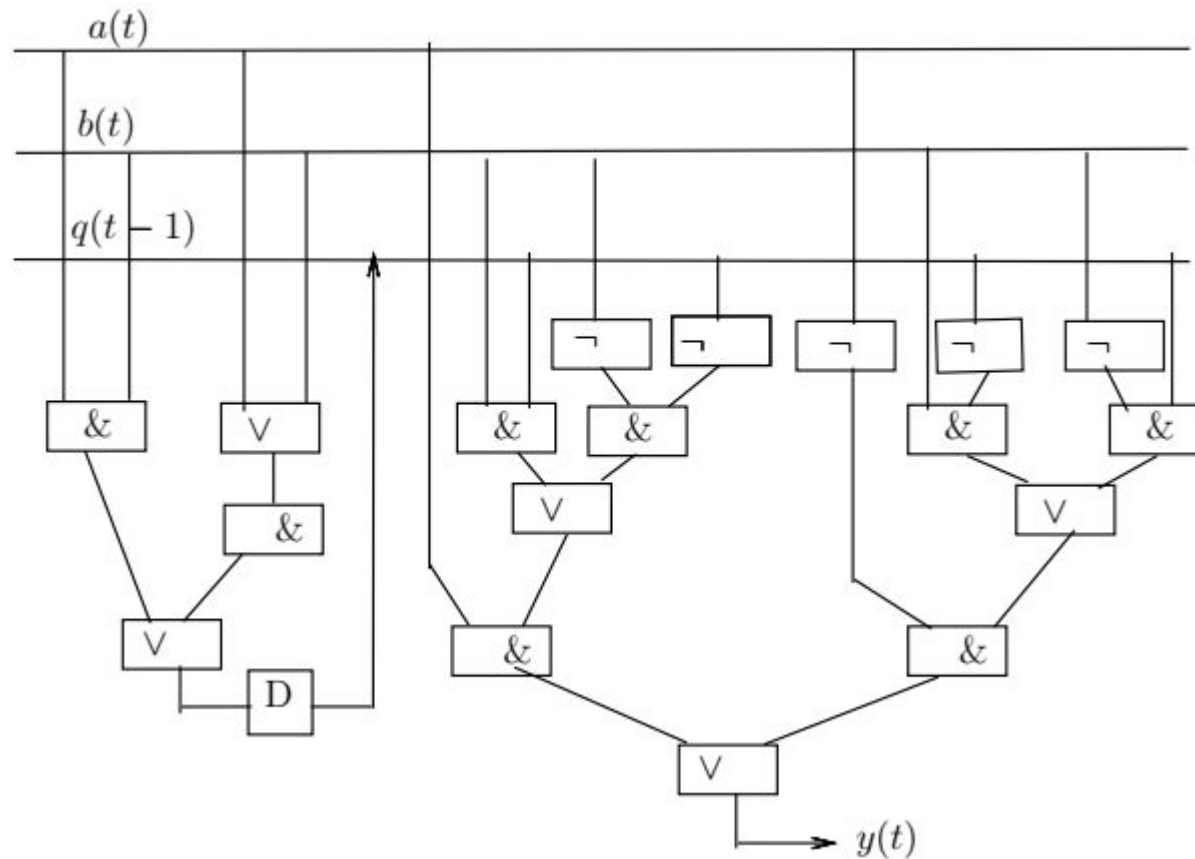 a(t)
b(t)
q(t − 1)
¬ ¬ ¬ ¬ ¬
& ∨ & & & &
∨ ∨
&
∨
& &
D
∨
y(t)